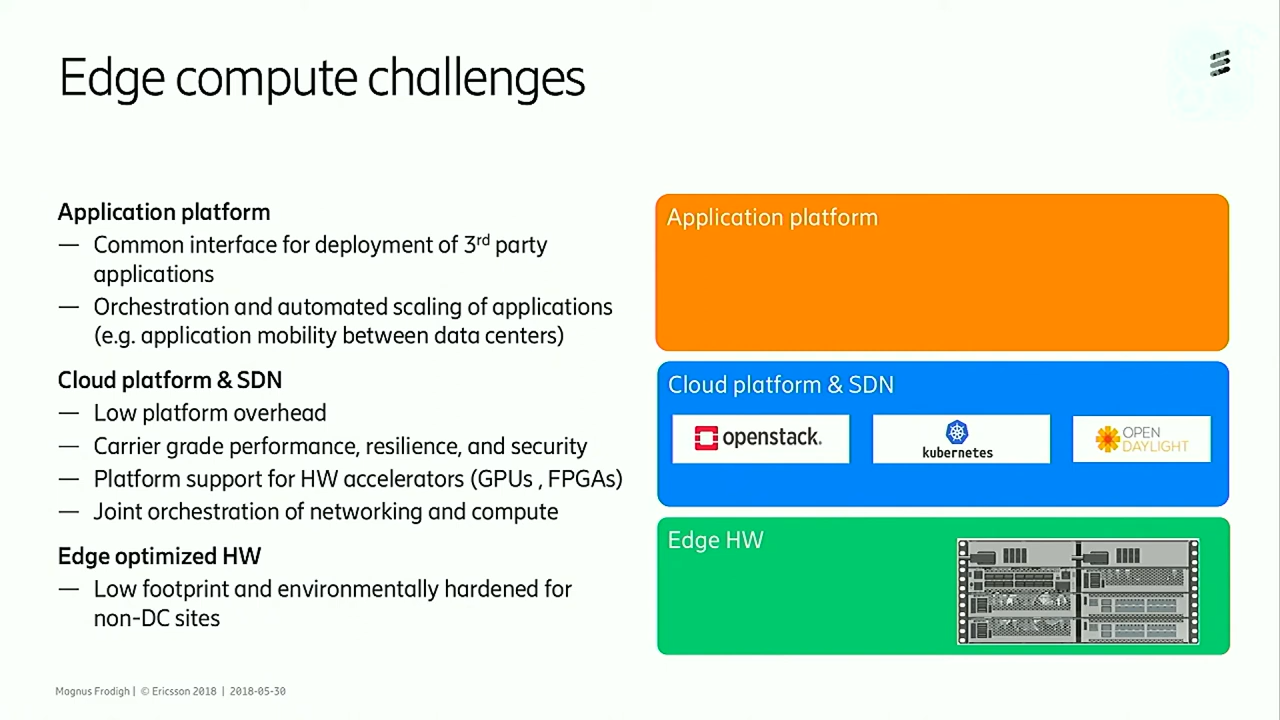 Edge compute challenges
Application platform
— Common interface for deployment of 3rd party
applications
— Orchestration and automated scaling of applications
(e.g. application mobility between data centers)
Cloud platform & SDN
— Low platform overhead
— Carrier grade performance, resilience, and security
— Platform support for HW accelerators (GPUs , FPGAs)
— Joint orchestration of networking and compute
Edge optimized HW
— Low footprint and environmentally hardened for
non-DC sites
Application platform
Cloud platform & SDN
openstack.
kubernetes
OPEN
DAYLIGHT
Edge HW
Magnus Frodigh | © Ericsson 2018 | 2018-05-30